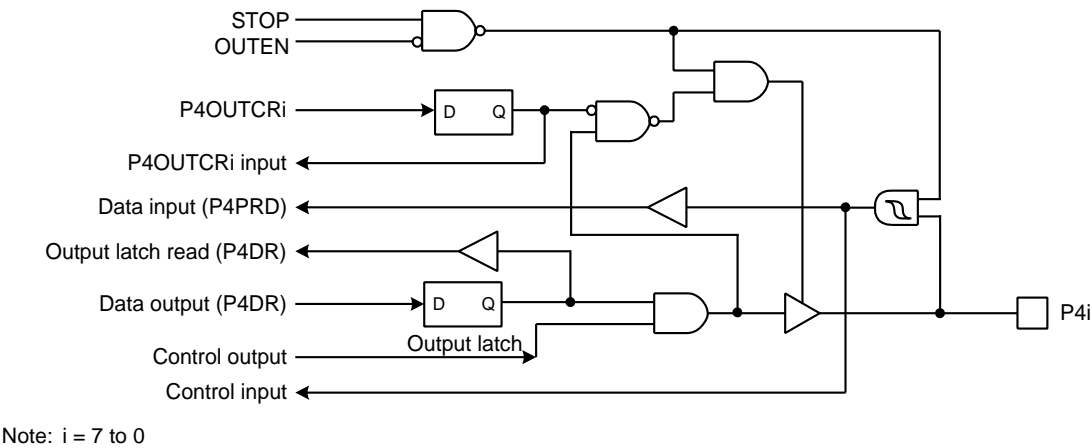 STOP
OUTEN
P4OUTCRi
D Q
P4OUTCRi input
Data input (P4PRD)
Output latch read (P4DR)
Data output (P4DR)
D Q
P4i
Output latch
Control output
Control input
Note: i = 7 to 0